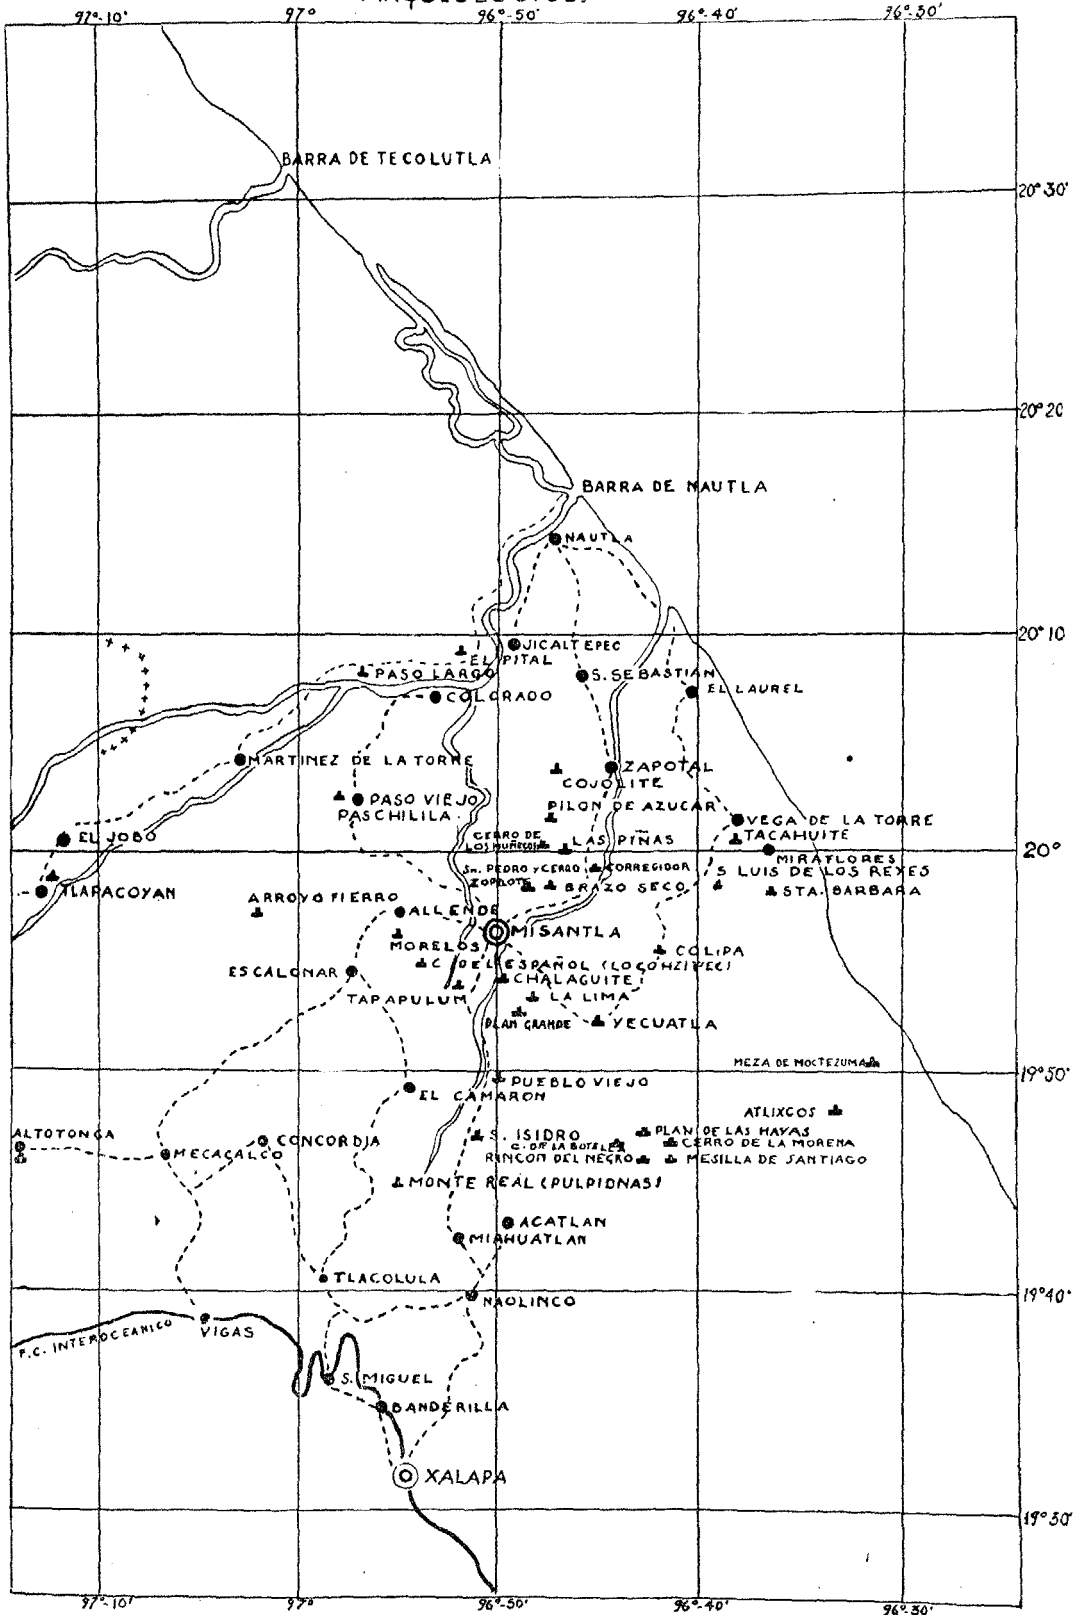 97°-10'
97°
96°-50'
96°-40'
96°-30'
BARRA DE TECOLUTLA
20°30'
20°20'
BARRA DE NAUTLA
NAUTLA
20°10'
JICALTEPEC
EL PITAL
PASO LARGO
S. SEBASTIAN
COLORADO
EL LAUREL
MARTINEZ DE LA TORRE
ZAPOTAL
COJOLITE
PASO VIEJO
PILON DE AZUCAR
PASCHILILA
VEGA DE LA TORRE
EL JOBO
CERRO DE
LOS MUÑECOS
LAS PIÑAS
TACAHUITE
20°
MIRAFLORES
SN. PEDRO Y CERRO
CORREGIDOR
S LUIS DE LOS REYES
TLAPACOYAN
ZOPILOTE
BRAZO SECO
STA. BARBARA
ARROYO FIERRO
ALLENDE
MISANTLA
MORELOS
COLIPA
ESCALONAR
C. DEL ESPAÑOL
CHALAGUITE
TAPAPULUM
LA LIMA
PLAN GRANDE
YECUATLA
MEZA DE MOCTEZUMA
19°50'
PUEBLO VIEJO
EL CAMARON
ATLIXCOS
ALTOTONGA
CONCORDIA
S. ISIDRO
PLAN DE LAS HAYAS
C. DE LA BOTELLA
CERRO DE LA MORENA
MECACALCO
RINCON DEL NEGRO
MESILLA DE SANTIAGO
MONTE REAL (PULPIDNAS)
ACATLAN
MIAHUATLAN
TLACOLULA
NAOLINCO
19°40'
F.C. INTEROCEANICO
VIGAS
S. MIGUEL
BANDERILLA
XALAPA
19°30'
97°-10'
97°
96°-50'
96°-40'
96°-30'